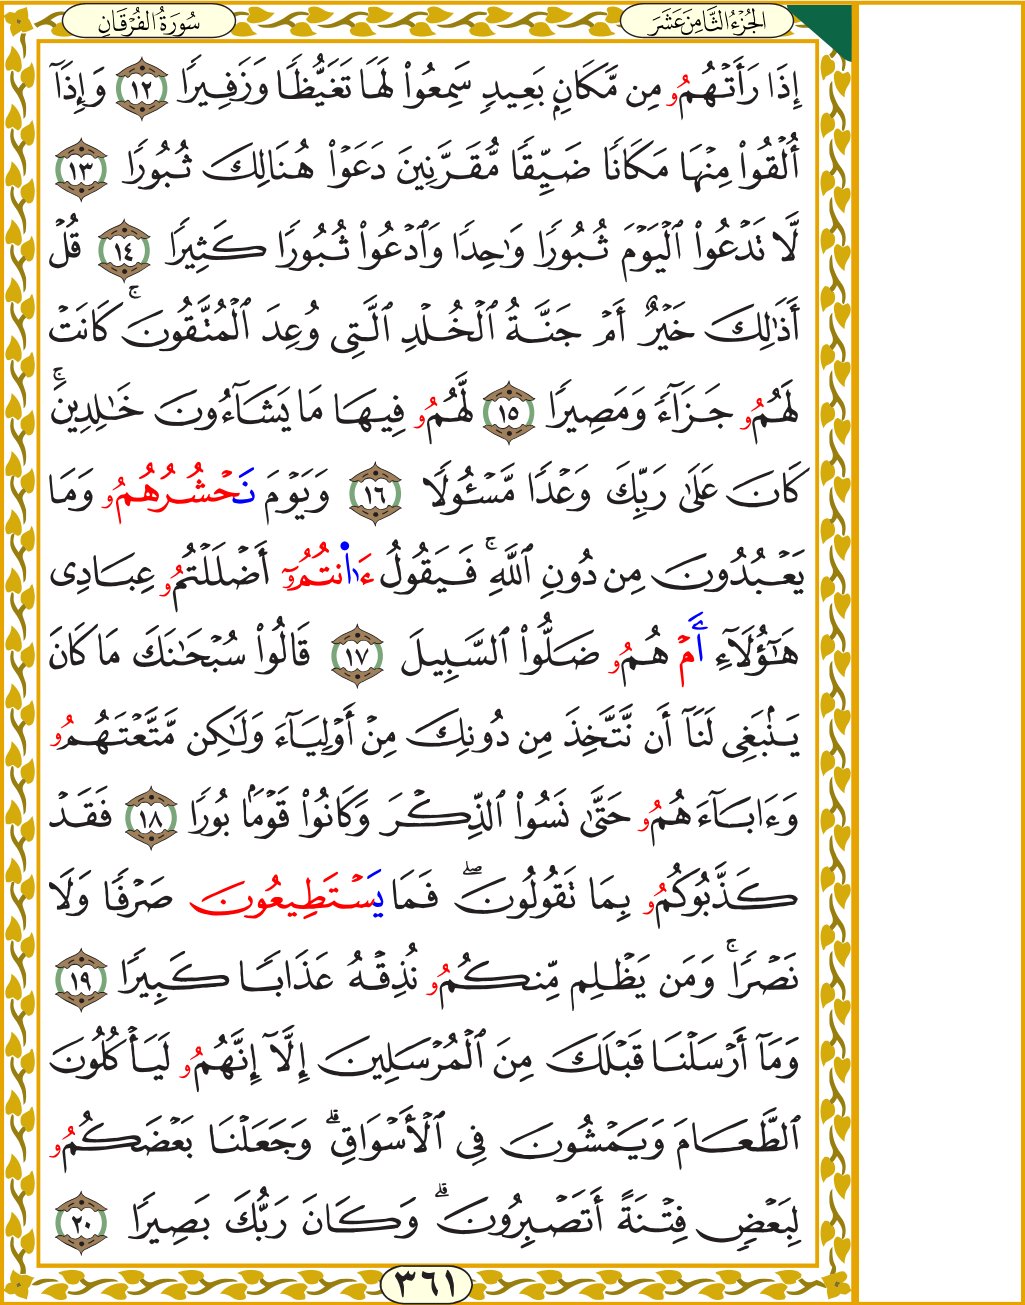 سُورَةُ الفُرْقَانِ
الجُزْءُ الثَّامِنَ عَشَرَ
إِذَا رَأَتْهُمُۥ مِن مَّكَانِۭ بَعِيدٍ سَمِعُوا۟ لَهَا تَغَيُّظًا وَزَفِيرًا ١٢ وَإِذَآ
أُلْقُوا۟ مِنْهَا مَكَانًا ضَيِّقًا مُّقَرَّنِينَ دَعَوْا۟ هُنَالِكَ ثُبُورًا ١٣
لَّا تَدْعُوا۟ ٱلْيَوْمَ ثُبُورًا وَٰحِدًا وَٱدْعُوا۟ ثُبُورًا كَثِيرًا ١٤ قُلْ
أَذَٰلِكَ خَيْرٌ أَمْ جَنَّةُ ٱلْخُلْدِ ٱلَّتِى وُعِدَ ٱلْمُتَّقُونَ ۚ كَانَتْ
لَهُمُۥ جَزَآءً وَمَصِيرًا ١٥ لَّهُمُۥ فِيهَا مَا يَشَآءُونَ خَٰلِدِينَ ۚ
كَانَ عَلَىٰ رَبِّكَ وَعْدًا مَّسْـُٔولًا ١٦ وَيَوْمَ نَحْشُرُهُمُۥ وَمَا
يَعْبُدُونَ مِن دُونِ ٱللَّهِ ۚ فَيَقُولُ ءَا۬نتُمُۥٓ أَضْلَلْتُمُۥ عِبَادِى
هَٰٓؤُلَآءِ أَمْ هُمُۥ ضَلُّوا۟ ٱلسَّبِيلَ ١٧ قَالُوا۟ سُبْحَٰنَكَ مَا كَانَ
يَنۢبَغِى لَنَآ أَن نَّتَّخِذَ مِن دُونِكَ مِنْ أَوْلِيَآءَ وَلَٰكِن مَّتَّعْتَهُمُۥ
وَءَابَآءَهُمُۥ حَتَّىٰ نَسُوا۟ ٱلذِّكْرَ وَكَانُوا۟ قَوْمًۢا بُورًا ١٨ فَقَدْ
كَذَّبُوكُمُۥ بِمَا تَقُولُونَ ۖ فَمَا يَسْتَطِيعُونَ صَرْفًا وَلَا
نَصْرًا ۚ وَمَن يَظْلِم مِّنكُمُۥ نُذِقْهُ عَذَابًا كَبِيرًا ١٩
وَمَآ أَرْسَلْنَا قَبْلَكَ مِنَ ٱلْمُرْسَلِينَ إِلَّآ إِنَّهُمُۥ لَيَأْكُلُونَ
ٱلطَّعَامَ وَيَمْشُونَ فِى ٱلْأَسْوَاقِ ۗ وَجَعَلْنَا بَعْضَكُمُۥ
لِبَعْضٍ فِتْنَةً أَتَصْبِرُونَ ۗ وَكَانَ رَبُّكَ بَصِيرًا ٢٠
٣٦١